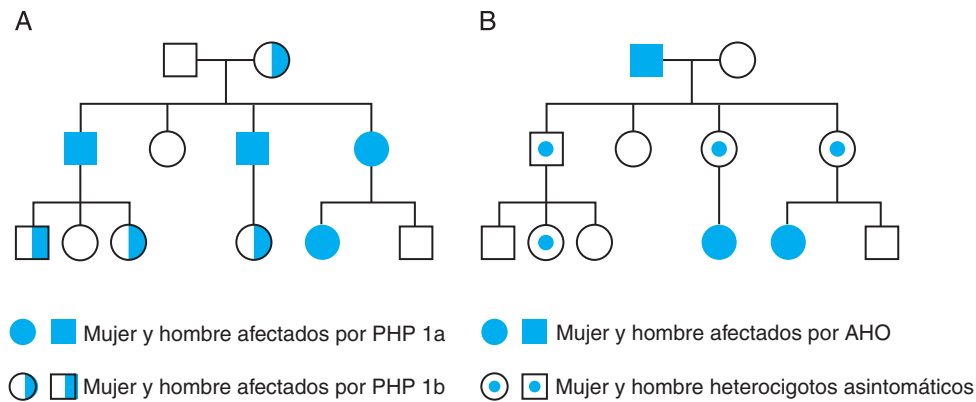 A
B
Mujer y hombre afectados por PHP 1a
Mujer y hombre afectados por AHO
Mujer y hombre afectados por PHP 1b
Mujer y hombre heterocigotos asintomáticos